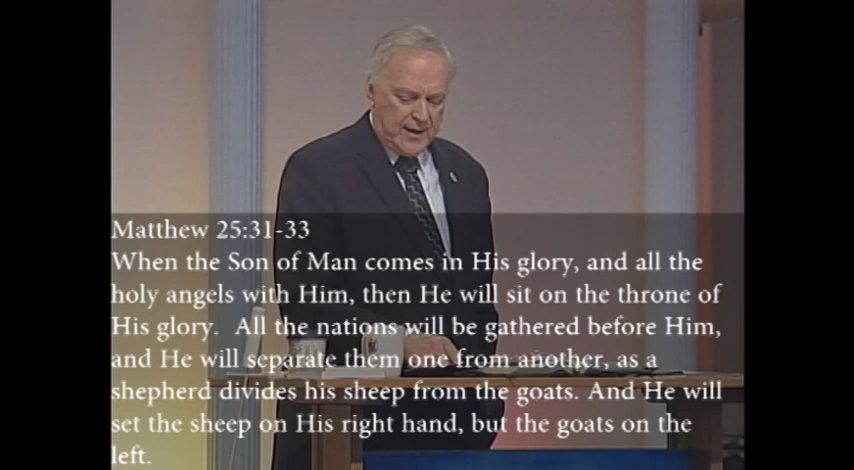 Matthew 25:31-33
When the Son of Man comes in His glory, and all the
holy angels with Him, then He will sit on the throne of
His glory.  All the nations will be gathered before Him,
and He will separate them one from another, as a
shepherd divides his sheep from the goats. And He will
set the sheep on His right hand, but the goats on the
left.